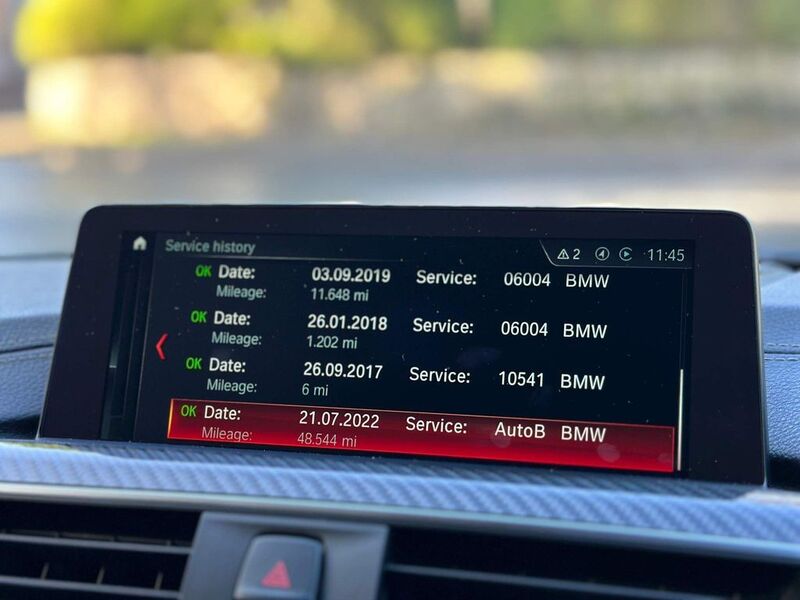 Service history 2 11:45
OK Date: 03.09.2019 Service: 06004 BMW
Mileage: 11.648 mi
OK Date: 26.01.2018 Service: 06004 BMW
Mileage: 1.202 mi
OK Date: 26.09.2017 Service: 10541 BMW
Mileage: 6 mi
OK Date: 21.07.2022 Service: AutoB BMW
Mileage: 48.544 mi